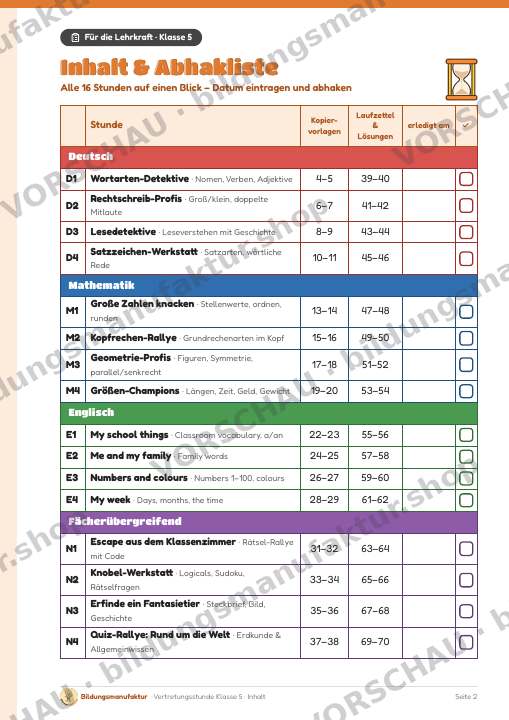 Für die Lehrkraft · Klasse 5
Inhalt & Abhakliste
Alle 16 Stunden auf einen Blick – Datum eintragen und abhaken
Stunde
Kopier-
vorlagen
Laufzettel
&
Lösungen
erledigt am
✓
Deutsch
D1 Wortarten-Detektive · Nomen, Verben, Adjektive 4–5 39–40
D2 Rechtschreib-Profis · Groß/klein, doppelte
Mitlaute 6–7 41–42
D3 Lesedetektive · Leseverstehen mit Geschichte 8–9 43–44
D4 Satzzeichen-Werkstatt · Satzarten, wörtliche
Rede 10–11 45–46
Mathematik
M1 Große Zahlen knacken · Stellenwerte, ordnen,
runden 13–14 47–48
M2 Kopfrechen-Rallye · Grundrechenarten im Kopf 15–16 49–50
M3 Geometrie-Profis · Figuren, Symmetrie,
parallel/senkrecht 17–18 51–52
M4 Größen-Champions · Längen, Zeit, Geld, Gewicht 19–20 53–54
Englisch
E1 My school things · Classroom vocabulary, a/an 22–23 55–56
E2 Me and my family · Family words 24–25 57–58
E3 Numbers and colours · Numbers 1–100, colours 26–27 59–60
E4 My week · Days, months, the time 28–29 61–62
Fächerübergreifend
N1 Escape aus dem Klassenzimmer · Rätsel-Rallye
mit Code 31–32 63–64
N2 Knobel-Werkstatt · Logicals, Sudoku,
Rätselfragen 33–34 65–66
N3 Erfinde ein Fantasietier · Steckbrief, Bild,
Geschichte 35–36 67–68
N4 Quiz-Rallye: Rund um die Welt · Erdkunde &
Allgemeinwissen 37–38 69–70
Bildungsmanufaktur · Vertretungsstunde Klasse 5 · Inhalt
Seite 2
VORSCHAU · bildungsmanufaktur.shop